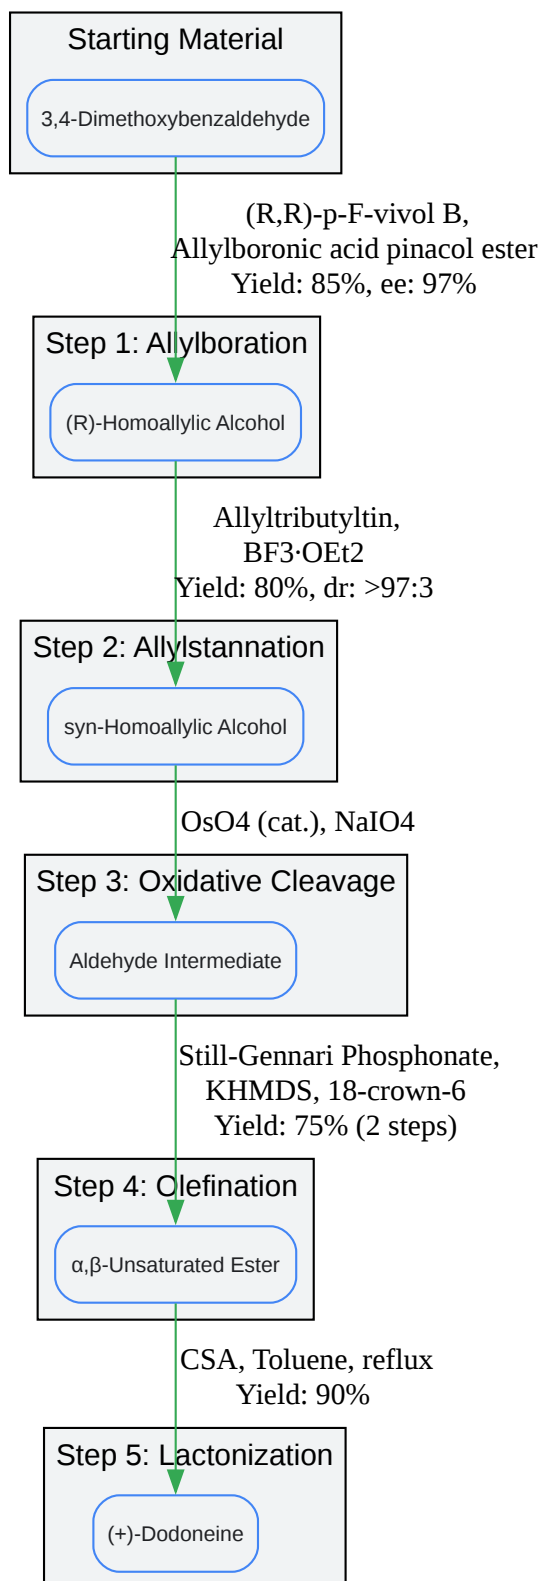 Starting Material
3,4-Dimethoxybenzaldehyde
(R,R)-p-F-vivol B,
Allylboronic acid pinacol ester
Yield: 85%, ee: 97%
Step 1: Allylboration
(R)-Homoallylic Alcohol
Allyltributyltin,
BF3·OEt2
Yield: 80%, dr: >97:3
Step 2: Allylstannation
syn-Homoallylic Alcohol
OsO4 (cat.), NaIO4
Step 3: Oxidative Cleavage
Aldehyde Intermediate
Still-Gennari Phosphonate,
KHMDS, 18-crown-6
Yield: 75% (2 steps)
Step 4: Olefination
α,β-Unsaturated Ester
CSA, Toluene, reflux
Yield: 90%
Step 5: Lactonization
(+)-Dodoneine